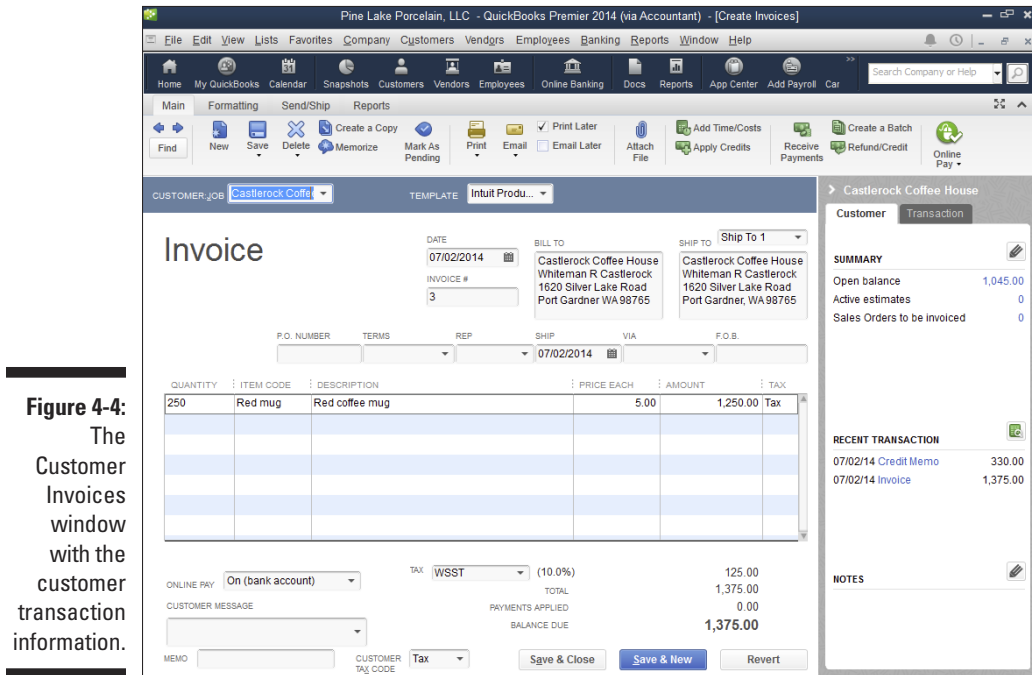 Pine Lake Porcelain, LLC - QuickBooks Premier 2014 (via Accountant) - [Create Invoices]
File Edit View Lists Favorites Company Customers Vendors Employees Banking Reports Window Help
Home My QuickBooks Calendar Snapshots Customers Vendors Employees Online Banking Docs Reports App Center Add Payroll Car
31
Search Company or Help
Main Formatting Send/Ship Reports
Find New Save Delete Create a Copy Memorize Mark As Pending Print Email Print Later Email Later Attach File Add Time/Costs Apply Credits Receive Payments Create a Batch Refund/Credit Online Pay
CUSTOMER:JOB Castlerock Coffe TEMPLATE Intuit Produ...
Castlerock Coffee House
Customer Transaction
Invoice
DATE
07/02/2014
INVOICE #
3
BILL TO
Castlerock Coffee House
Whiteman R Castlerock
1620 Silver Lake Road
Port Gardner WA 98765
SHIP TO Ship To 1
Castlerock Coffee House
Whiteman R Castlerock
1620 Silver Lake Road
Port Gardner, WA 98765
P.O. NUMBER TERMS REP SHIP VIA F.O.B.
07/02/2014
QUANTITY ITEM CODE DESCRIPTION PRICE EACH AMOUNT TAX
250 Red mug Red coffee mug 5.00 1,250.00 Tax
ONLINE PAY On (bank account)
TAX WSST (10.0%) 125.00
TOTAL 1,375.00
CUSTOMER MESSAGE
PAYMENTS APPLIED 0.00
BALANCE DUE 1,375.00
MEMO
CUSTOMER TAX CODE Tax
Save & Close Save & New Revert
SUMMARY
Open balance 1,045.00
Active estimates 0
Sales Orders to be invoiced 0
RECENT TRANSACTION
07/02/14 Credit Memo 330.00
07/02/14 Invoice 1,375.00
NOTES
Figure 4-4:
The
Customer
Invoices
window
with the
customer
transaction
information.